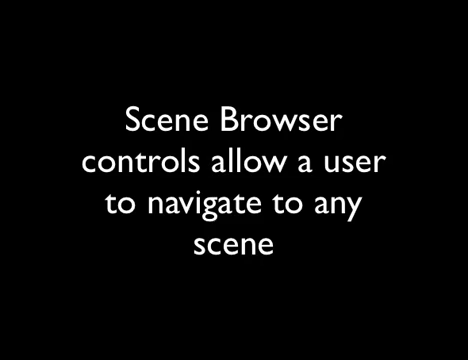 Scene Browser
controls allow a user
to navigate to any
scene